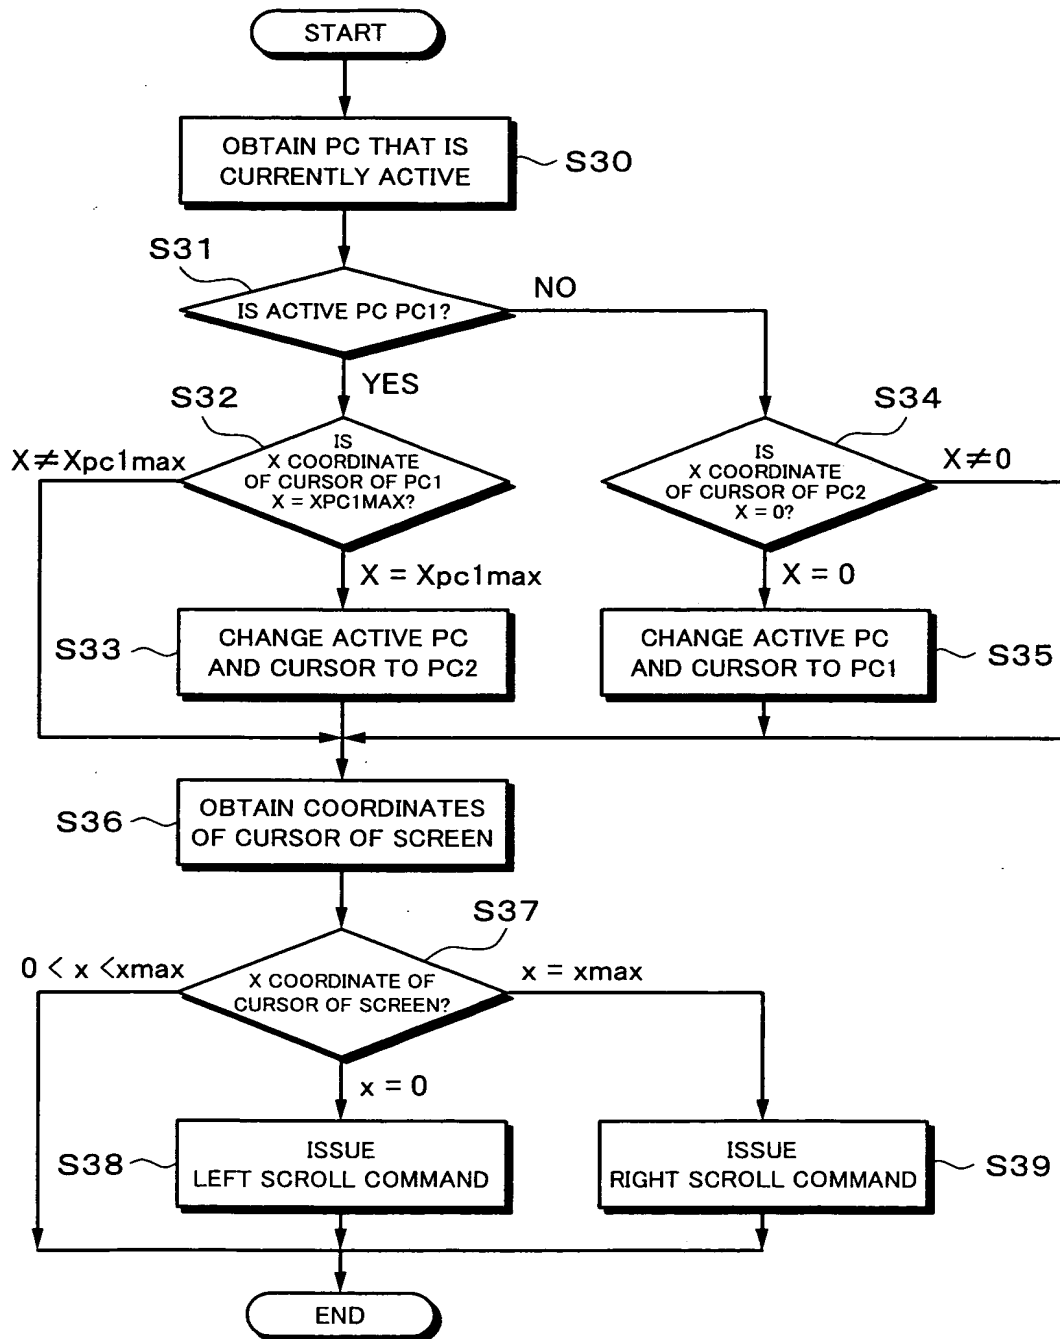 START
OBTAIN PC THAT IS
CURRENTLY ACTIVE
S30
S31
IS ACTIVE PC PC1?
NO
YES
S32
IS
X COORDINATE
OF CURSOR OF PC1
X = XPC1MAX?
X≠Xpc1max
S34
IS
X COORDINATE
OF CURSOR OF PC2
X = 0?
X≠0
X = Xpc1max
X = 0
S33
CHANGE ACTIVE PC
AND CURSOR TO PC2
CHANGE ACTIVE PC
AND CURSOR TO PC1
S35
S36
OBTAIN COORDINATES
OF CURSOR OF SCREEN
S37
0 < x <xmax
X COORDINATE OF
CURSOR OF SCREEN?
x = xmax
x = 0
S38
ISSUE
LEFT SCROLL COMMAND
ISSUE
RIGHT SCROLL COMMAND
S39
END